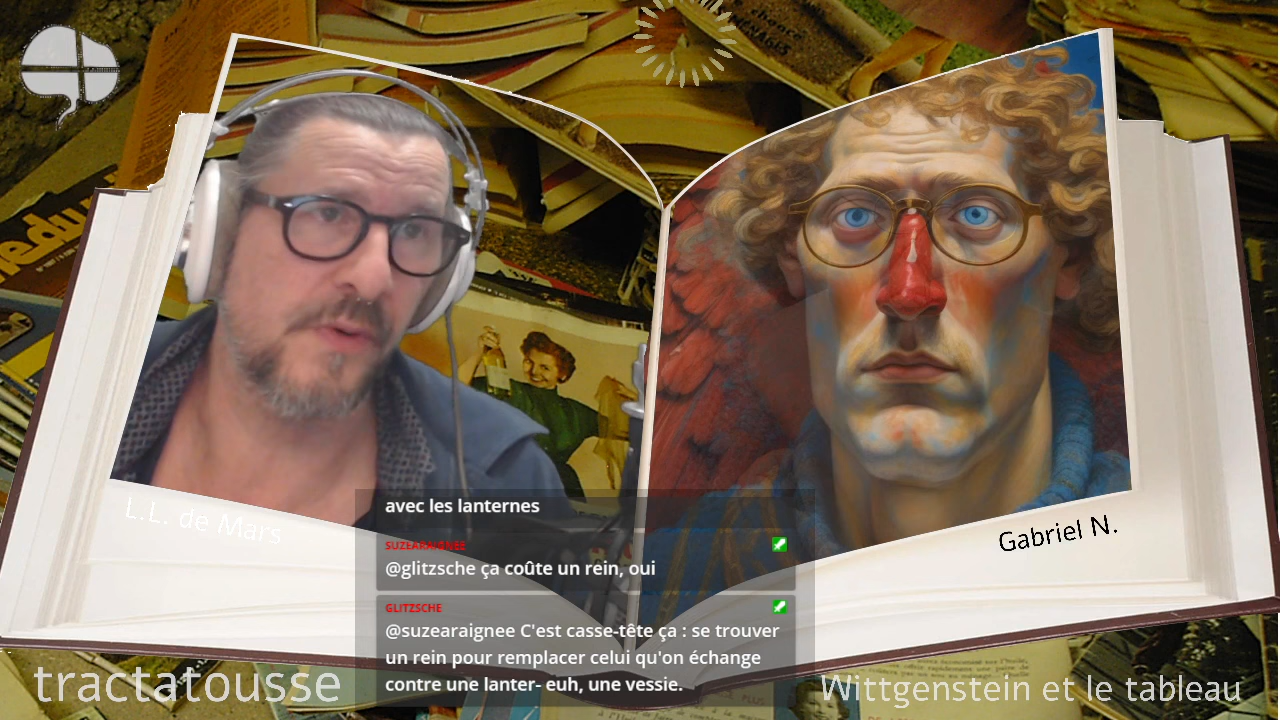 L.L. de Mars
Gabriel N.
avec les lanternes
SUZEARAIGNEE
@glitzsche ça coûte un rein, oui
GLITZSCHE
@suzearaignee C'est casse-tête ça : se trouver
un rein pour remplacer celui qu'on échange
contre une lanter- euh, une vessie.
tractatousse
Wittgenstein et le tableau